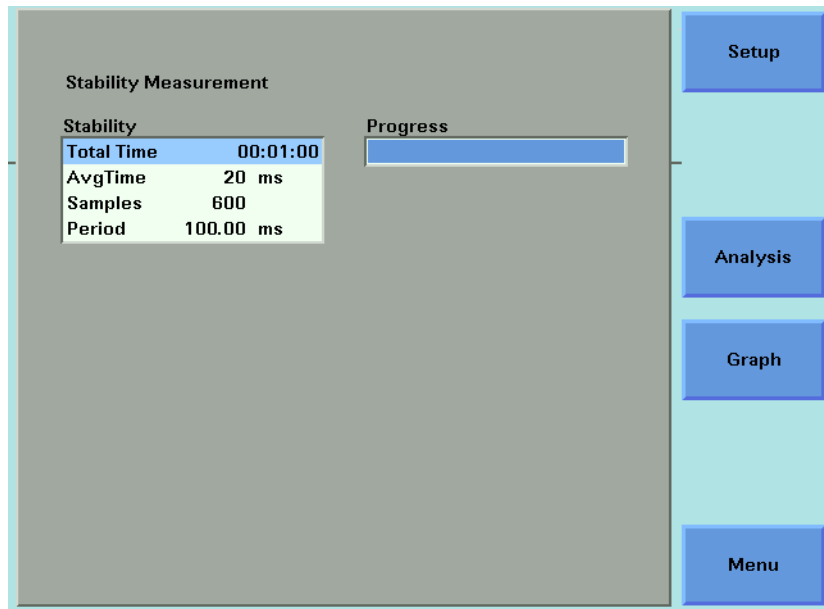 Setup
Stability Measurement
Stability
Total Time 00:01:00
AvgTime 20 ms
Samples 600
Period 100.00 ms
Progress
Analysis
Graph
Menu